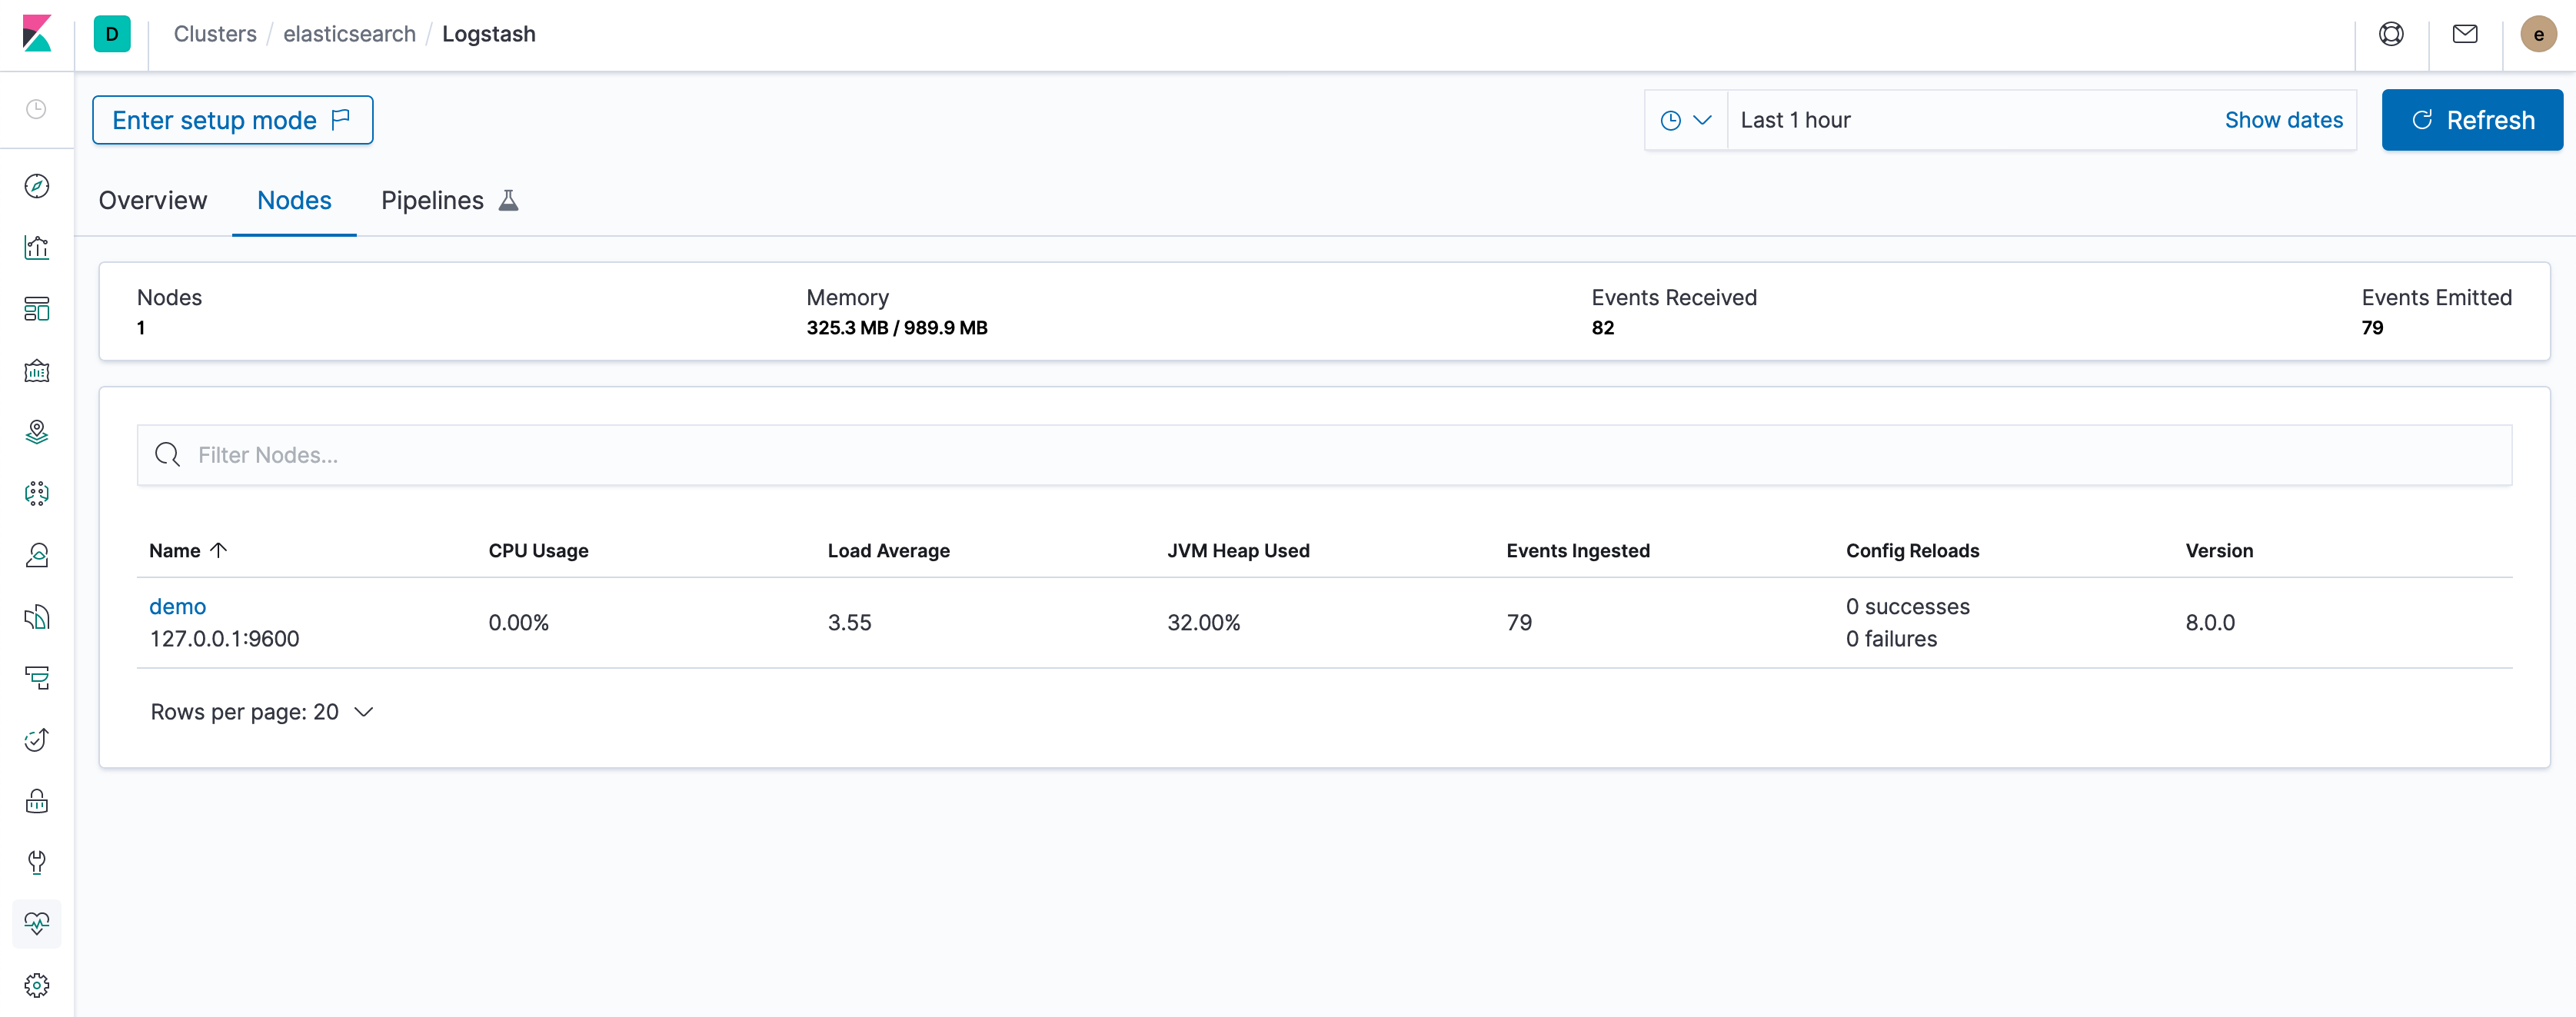 D Clusters / elasticsearch / Logstash e
Enter setup mode Last 1 hour Show dates Refresh
Overview Nodes Pipelines
Nodes Memory Events Received Events Emitted
1 325.3 MB / 989.9 MB 82 79
Filter Nodes...
Name CPU Usage Load Average JVM Heap Used Events Ingested Config Reloads Version
demo 0.00% 3.55 32.00% 79 0 successes 8.0.0
127.0.0.1:9600 0 failures
Rows per page: 20